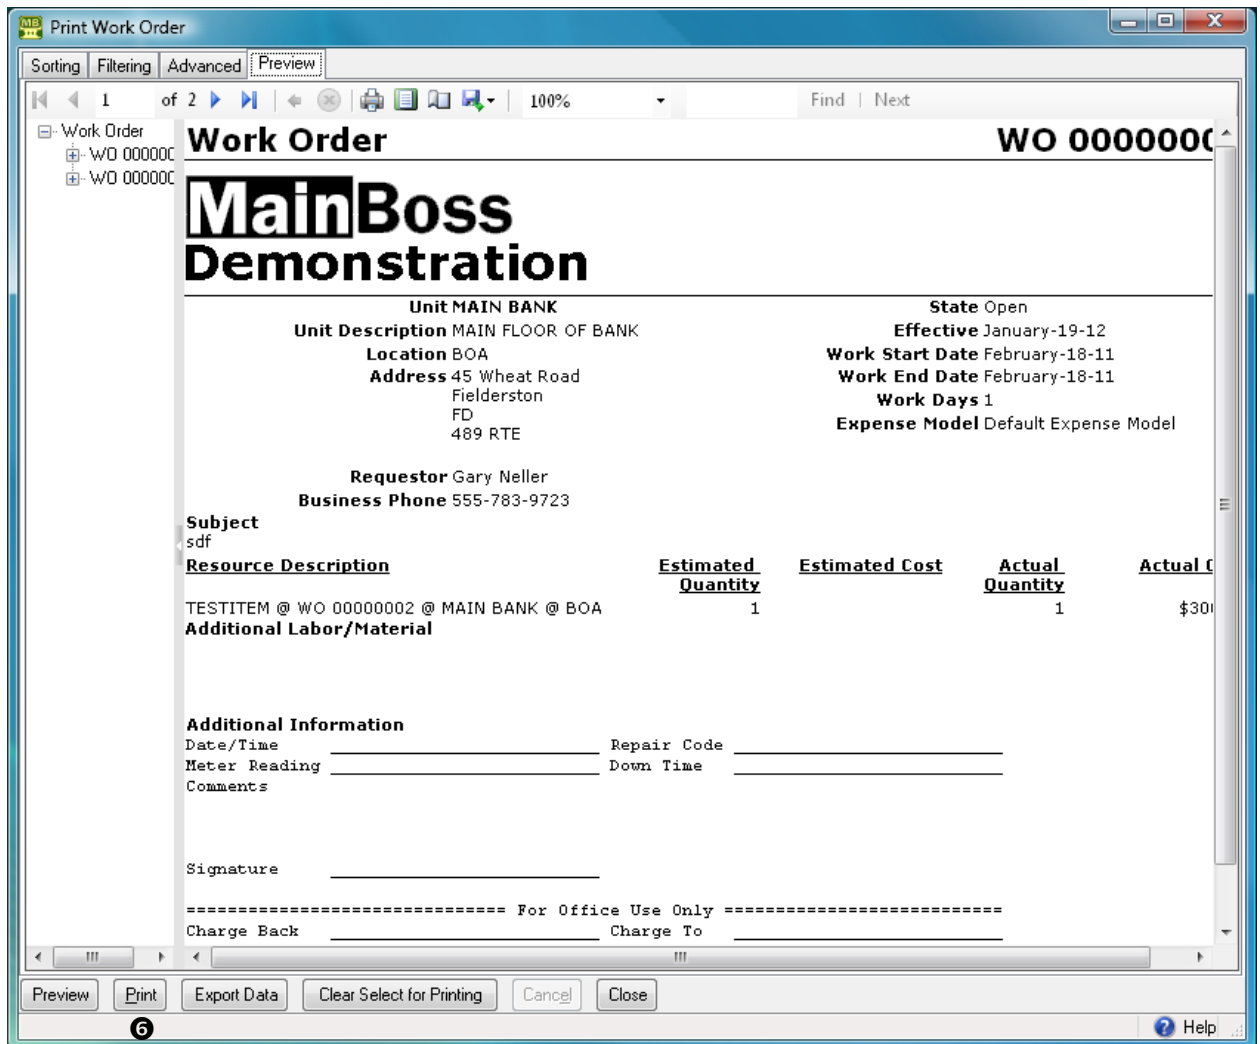 MB
Print Work Order
Sorting Filtering Advanced Preview
1 of 2 100% Find | Next
Work Order
WO 000000
WO 000000
Work Order WO 0000000
MainBoss
Demonstration
Unit MAIN BANK State Open
Unit Description MAIN FLOOR OF BANK Effective January-19-12
Location BOA Work Start Date February-18-11
Address 45 Wheat Road Work End Date February-18-11
Fielderston Work Days 1
FD Expense Model Default Expense Model
489 RTE
Requestor Gary Neller
Business Phone 555-783-9723
Subject
sdf
Resource Description Estimated Quantity Estimated Cost Actual Quantity Actual
TESTITEM @ WO 00000002 @ MAIN BANK @ BOA 1 1 $30
Additional Labor/Material
Additional Information
Date/Time Repair Code
Meter Reading Down Time
Comments
Signature
=============================== For Office Use Only ===========================
Charge Back Charge To
Preview Print Export Data Clear Select for Printing Cancel Close
❻ Help